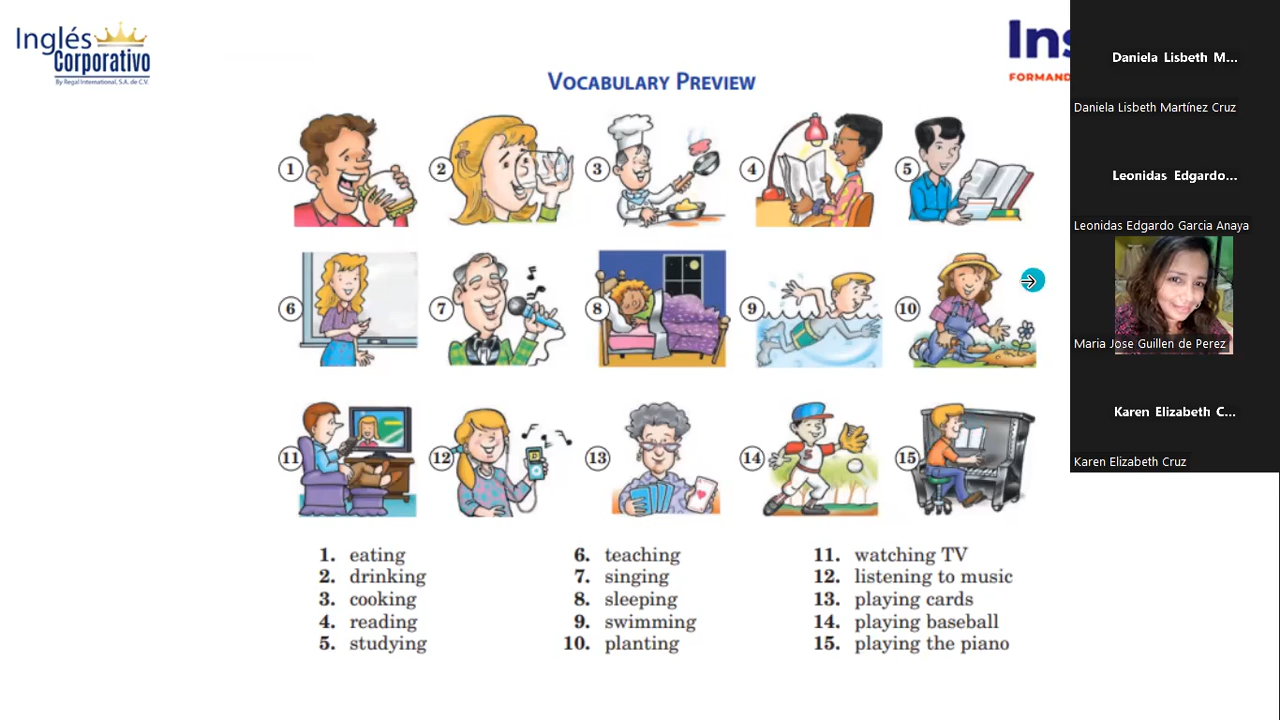 Inglés
Corporativo
By Regal International, S.A. de C.V.
VOCABULARY PREVIEW
1
2
3
4
5
6
7
8
9
10
11
12
13
14
15
1. eating
2. drinking
3. cooking
4. reading
5. studying
6. teaching
7. singing
8. sleeping
9. swimming
10. planting
11. watching TV
12. listening to music
13. playing cards
14. playing baseball
15. playing the piano
Ins
FORMAND
Daniela Lisbeth M...
Daniela Lisbeth Martínez Cruz
Leonidas Edgardo...
Leonidas Edgardo Garcia Anaya
Maria Jose Guillen de Perez
Karen Elizabeth C...
Karen Elizabeth Cruz